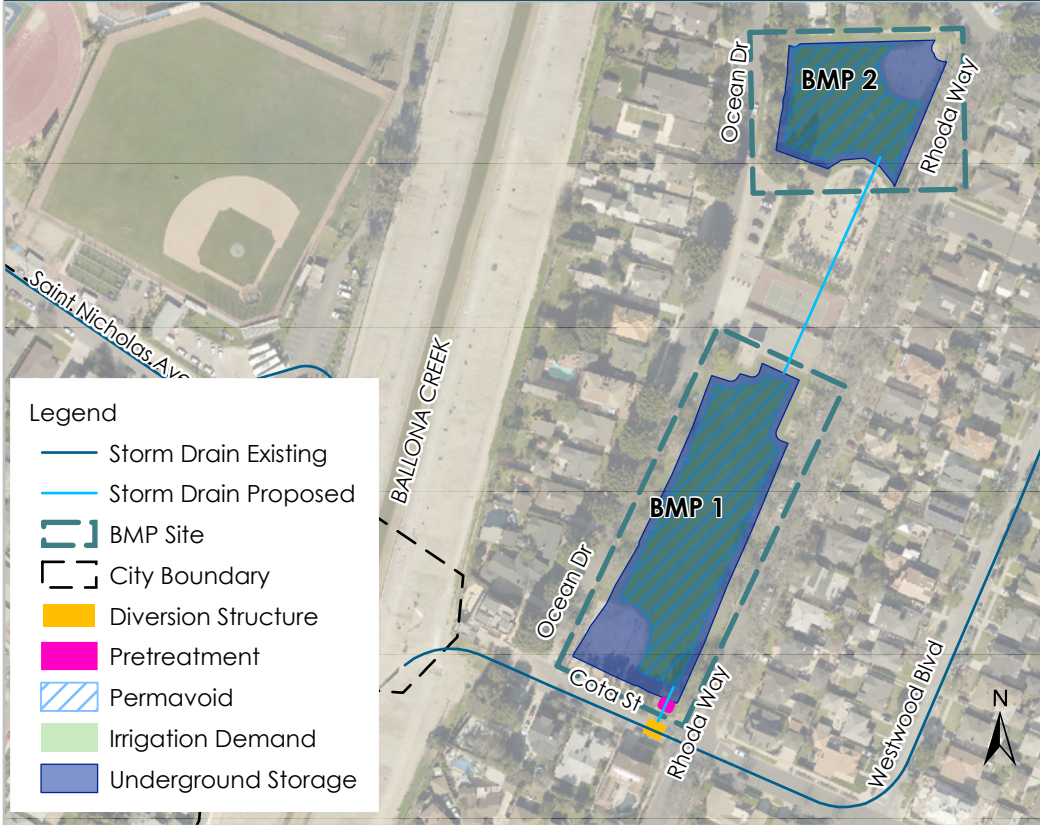 Ocean Dr
BMP 2
Rhoda Way
Saint Nicholas Ave
BALLONA CREEK
Legend
Storm Drain Existing
Storm Drain Proposed
BMP Site
City Boundary
Diversion Structure
Pretreatment
Permavoid
Irrigation Demand
Underground Storage
BMP 1
Ocean Dr
Cota St
Rhoda Way
Westwood Blvd
N